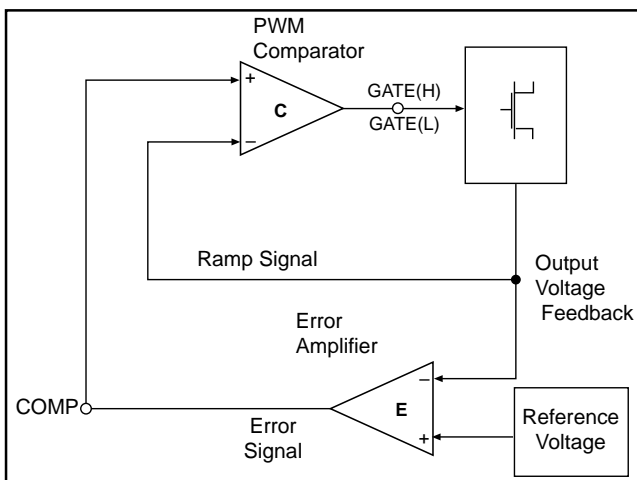 PWM
Comparator
+
C
−
GATE(H)
GATE(L)
Ramp Signal
Output
Voltage
Feedback
Error
Amplifier
−
E
+
COMP
Error
Signal
Reference
Voltage